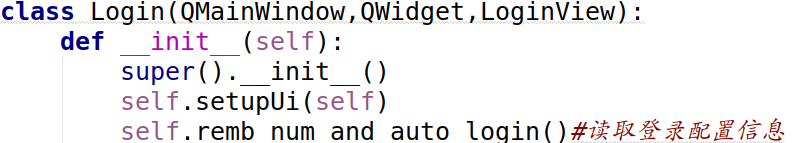 class Login(QMainWindow,QWidget,LoginView):
    def __init__(self):
        super().__init__()
        self.setupUi(self)
        self.remb_num_and_auto_login()#读取登录配置信息